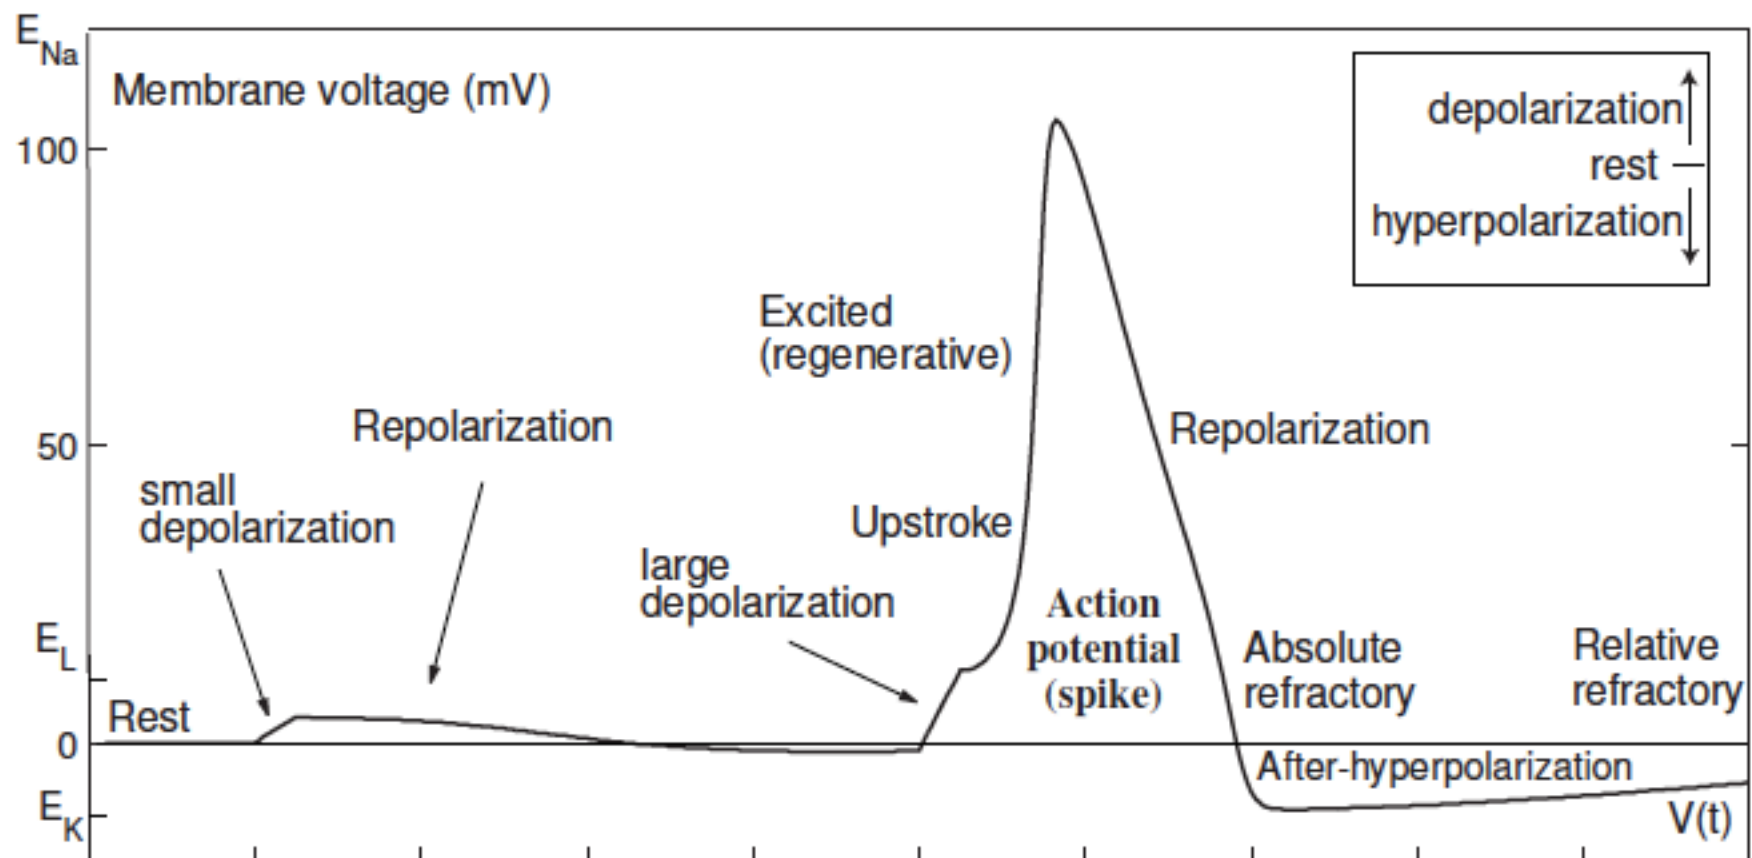 E Na
Membrane voltage (mV)
100
depolarization
rest
hyperpolarization
Excited
(regenerative)
Repolarization
Repolarization
50
small
depolarization
Upstroke
large
depolarization
Action
potential
(spike)
Absolute
refractory
Relative
refractory
E L
Rest
0
After-hyperpolarization
E K
V(t)